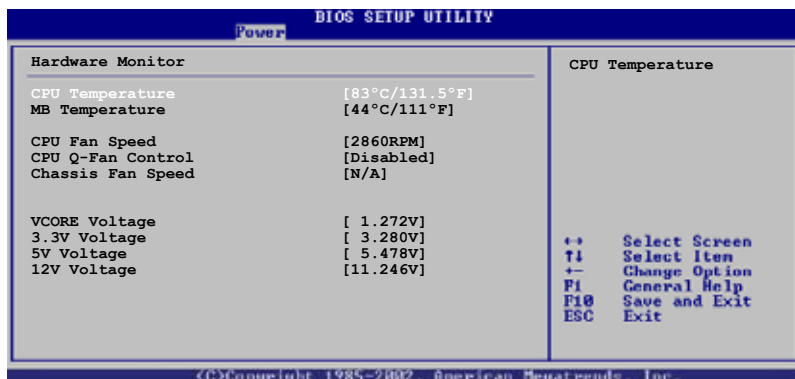 BIOS SETUP UTILITY
Power
Hardware Monitor
CPU Temperature [83°C/131.5°F]
MB Temperature [44°C/111°F]
CPU Fan Speed [2860RPM]
CPU Q-Fan Control [Disabled]
Chassis Fan Speed [N/A]
VCORE Voltage [ 1.272V]
3.3V Voltage [ 3.280V]
5V Voltage [ 5.478V]
12V Voltage [11.246V]
CPU Temperature
←→ Select Screen
↑↓ Select Item
+- Change Option
F1 General Help
F10 Save and Exit
ESC Exit
(C)Copyright 1985-2002, American Megatrends, Inc.